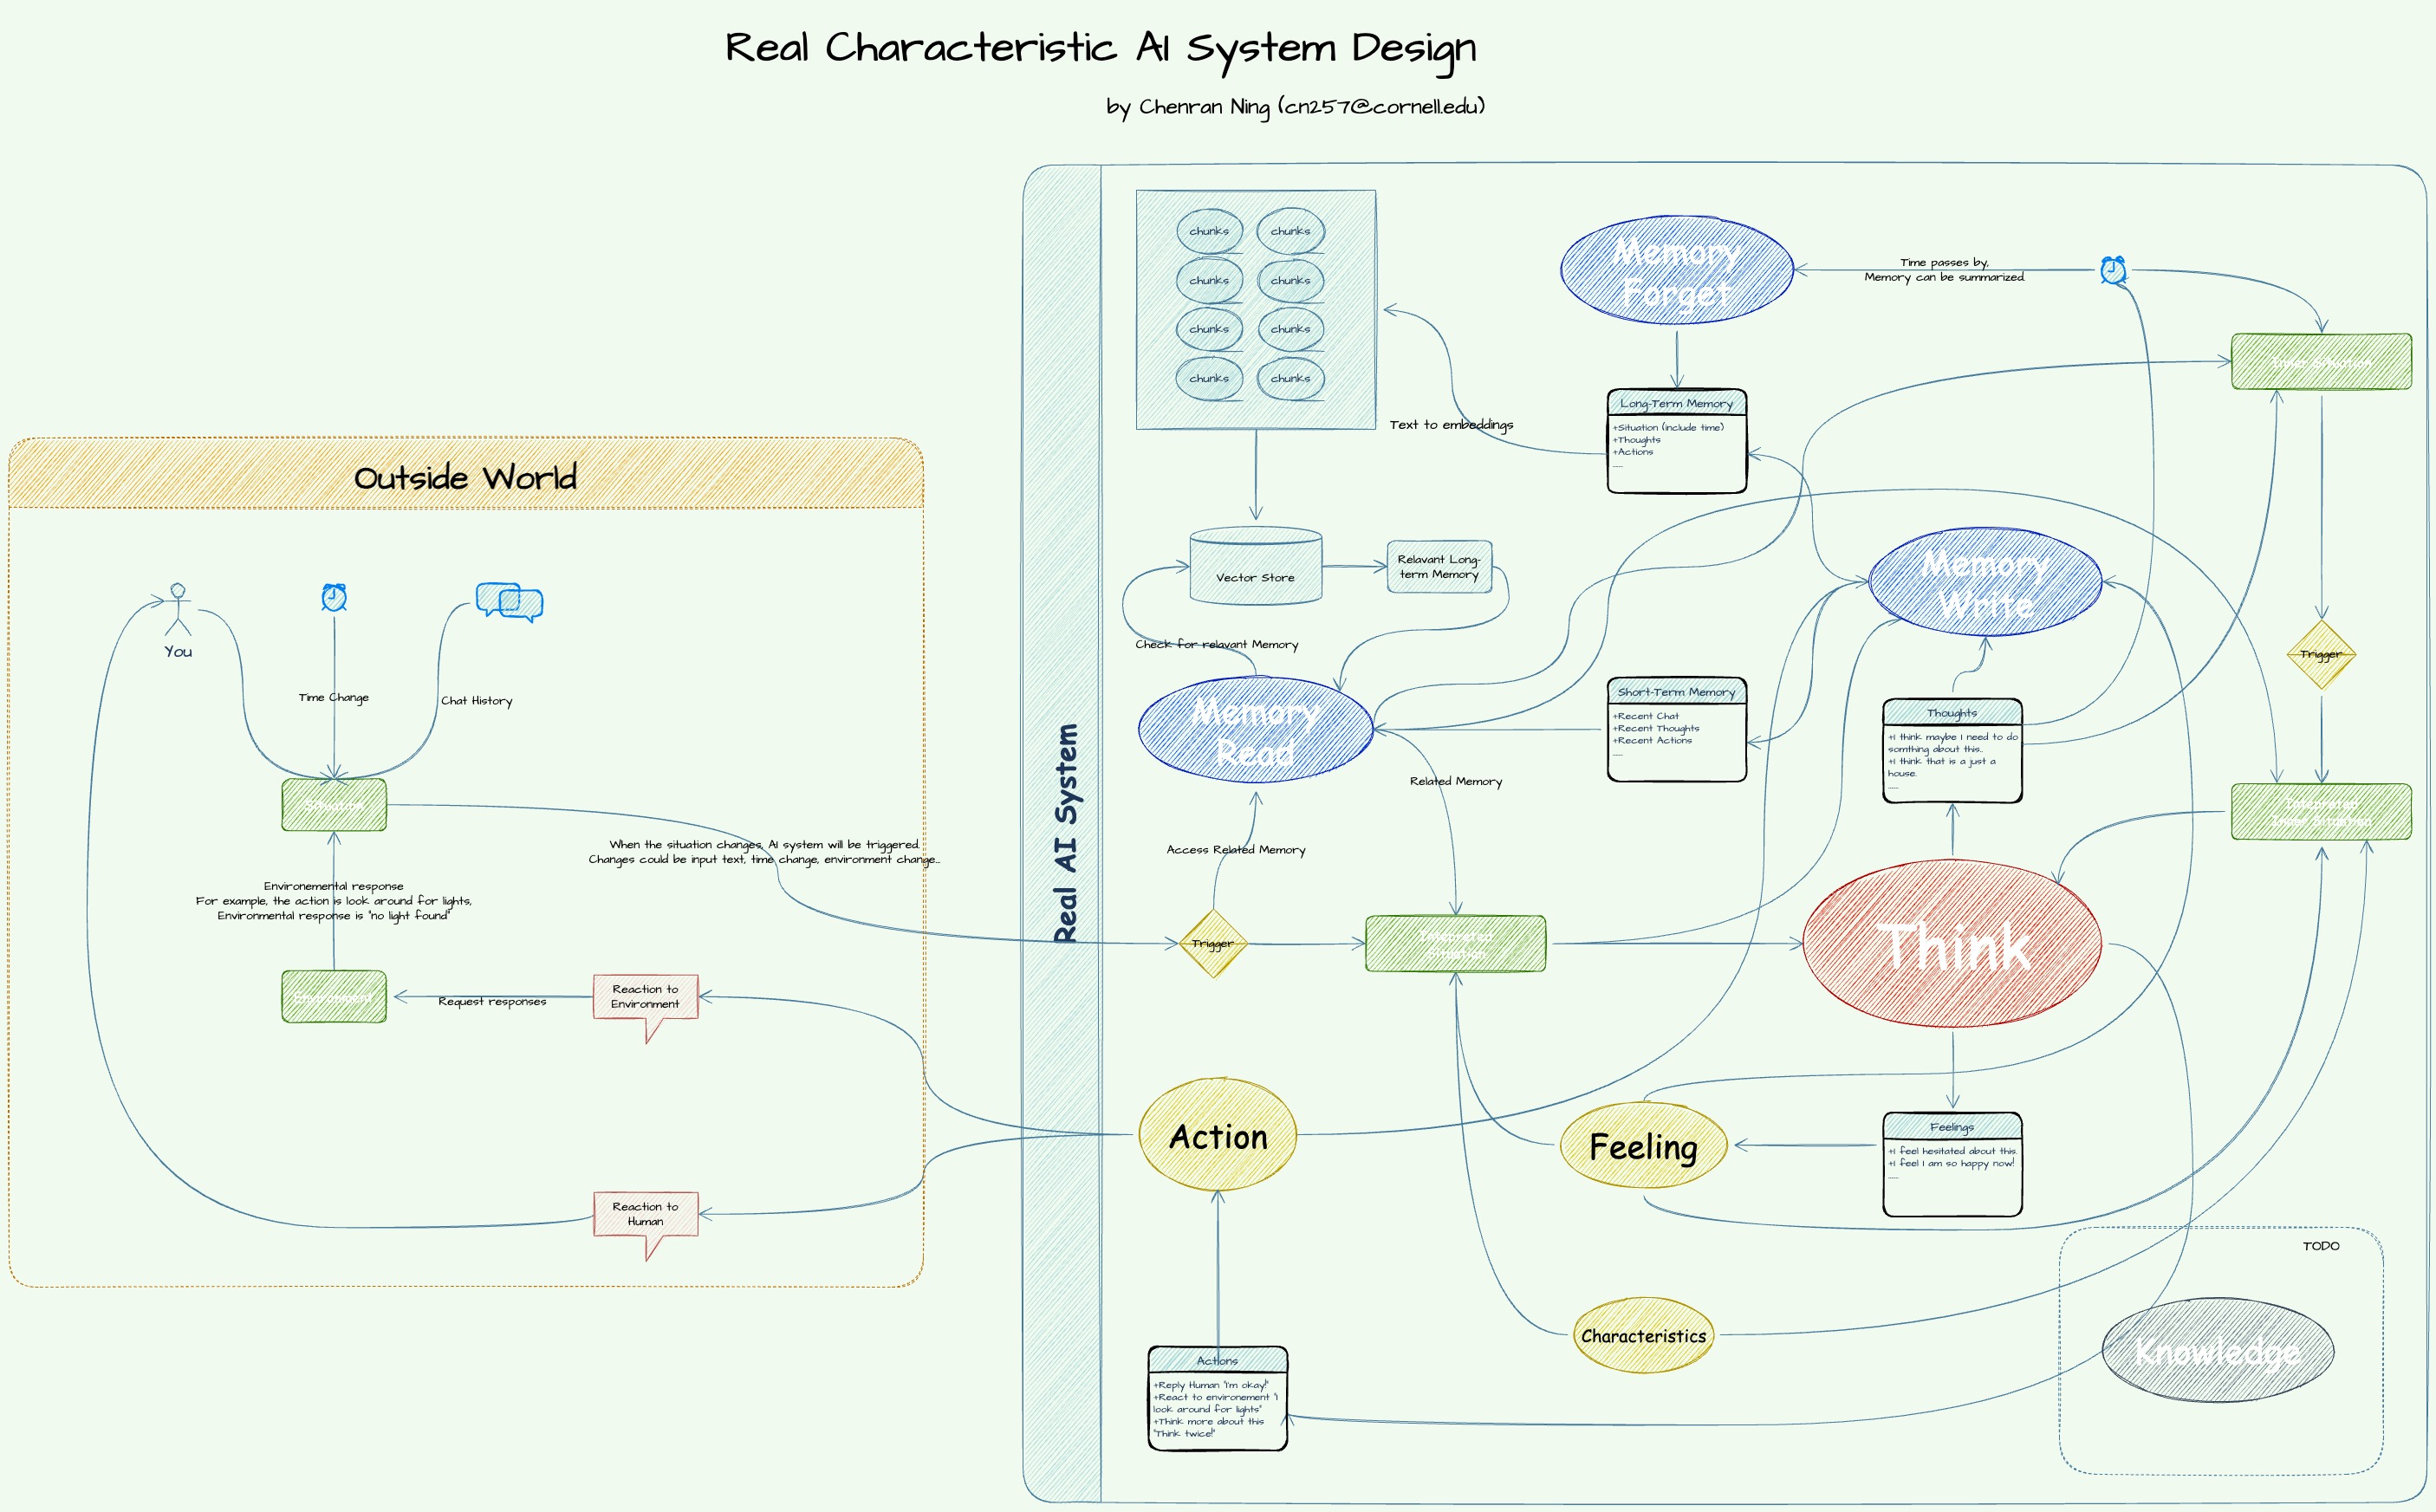 Real Characteristic AI System Design
by Chenran Ning (cn257@cornell.edu)
Outside World
You
Time Change
Chat History
Situation
When the situation changes, AI system will be triggered.
Changes could be input text, time change, environment change...
Environemental response
For example, the action is look around for lights,
Environmental response is "no light found"
Environment
Request responses
Reaction to
Environment
Reaction to
Human
Real AI System
chunks
chunks
chunks
chunks
chunks
chunks
chunks
chunks
Memory
Forget
Time passes by,
Memory can be summarized.
Inner Situation
Long-Term Memory
+Situation (include time)
+Thoughts
+Actions
......
Text to embeddings
Vector Store
Relavant Long-
term Memory
Check for relavant Memory
Memory
Write
Trigger
Memory
Read
Short-Term Memory
+Recent Chat
+Recent Thoughts
+Recent Actions
......
Related Memory
Thoughts
+I think maybe I need to do
somthing about this..
+I think that is a just a
house.
......
Inner Situation
Access Related Memory
Trigger
Situation
Think
Action
Feeling
Feelings
+I feel hesitated about this.
+I feel I am so happy now!
......
TODO
Characteristics
Knowledge
Actions
+Reply Human "I'm okay!"
+React to environement "I
look around for lights"
+Think more about this
"Think twice!"